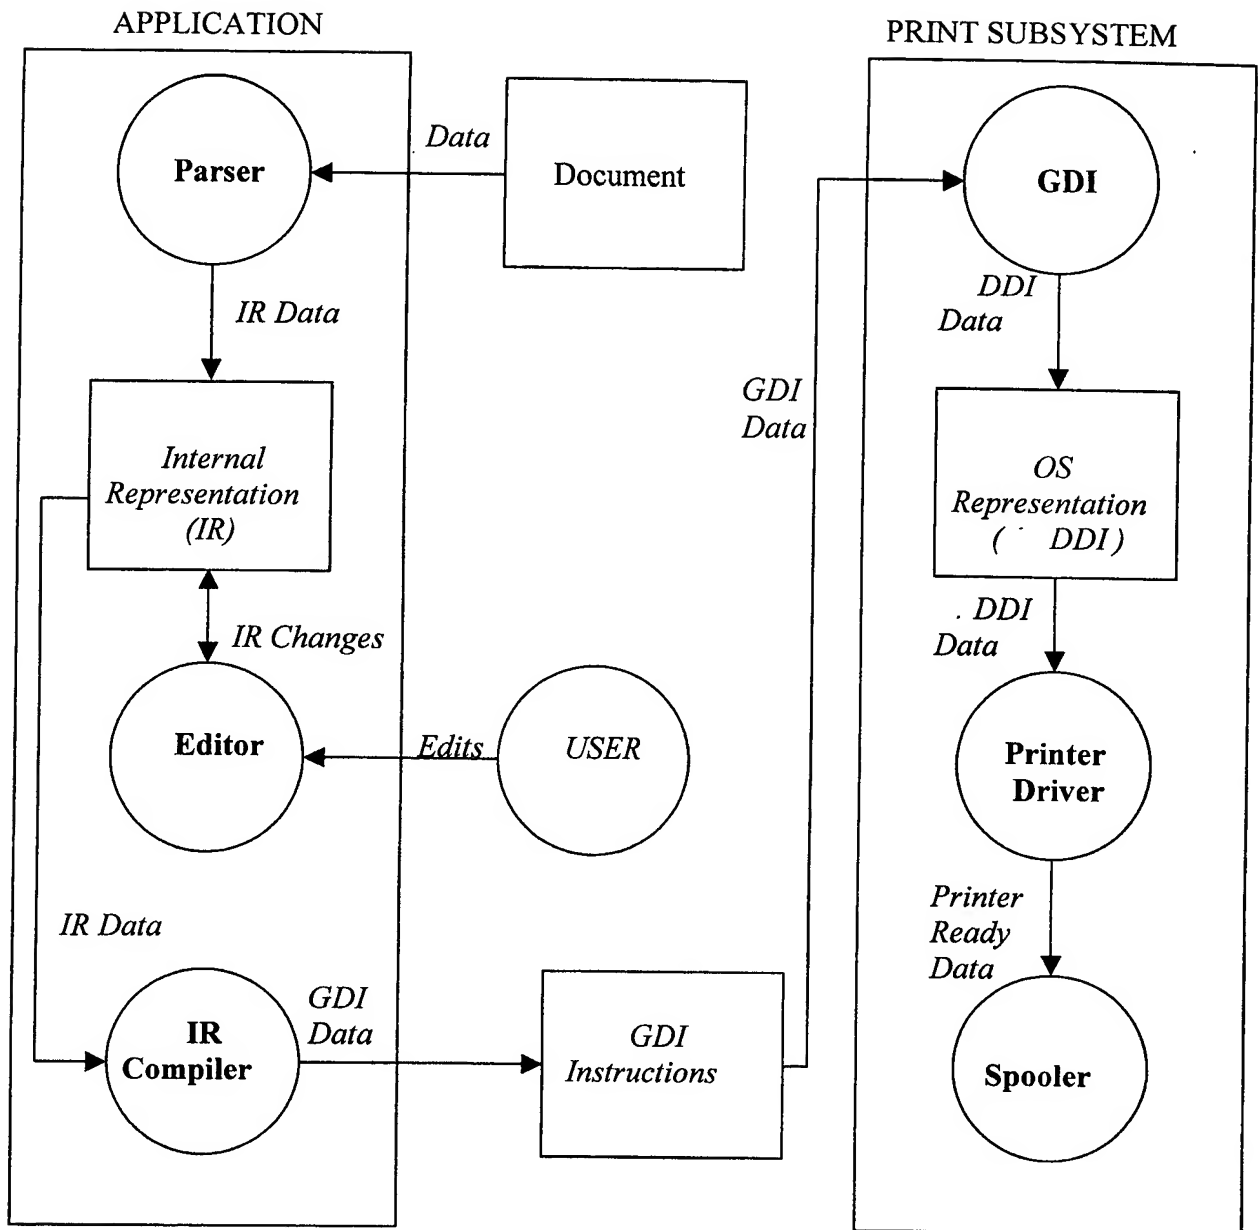 APPLICATION
PRINT SUBSYSTEM
Parser
Data
Document
GDI
IR Data
DDI
Data
GDI
Data
Internal
Representation
(IR)
OS
Representation
( DDI )
IR Changes
DDI
Data
Editor
Edits
USER
Printer
Driver
IR Data
Printer
Ready
Data
IR
Compiler
GDI
Data
GDI
Instructions
Spooler